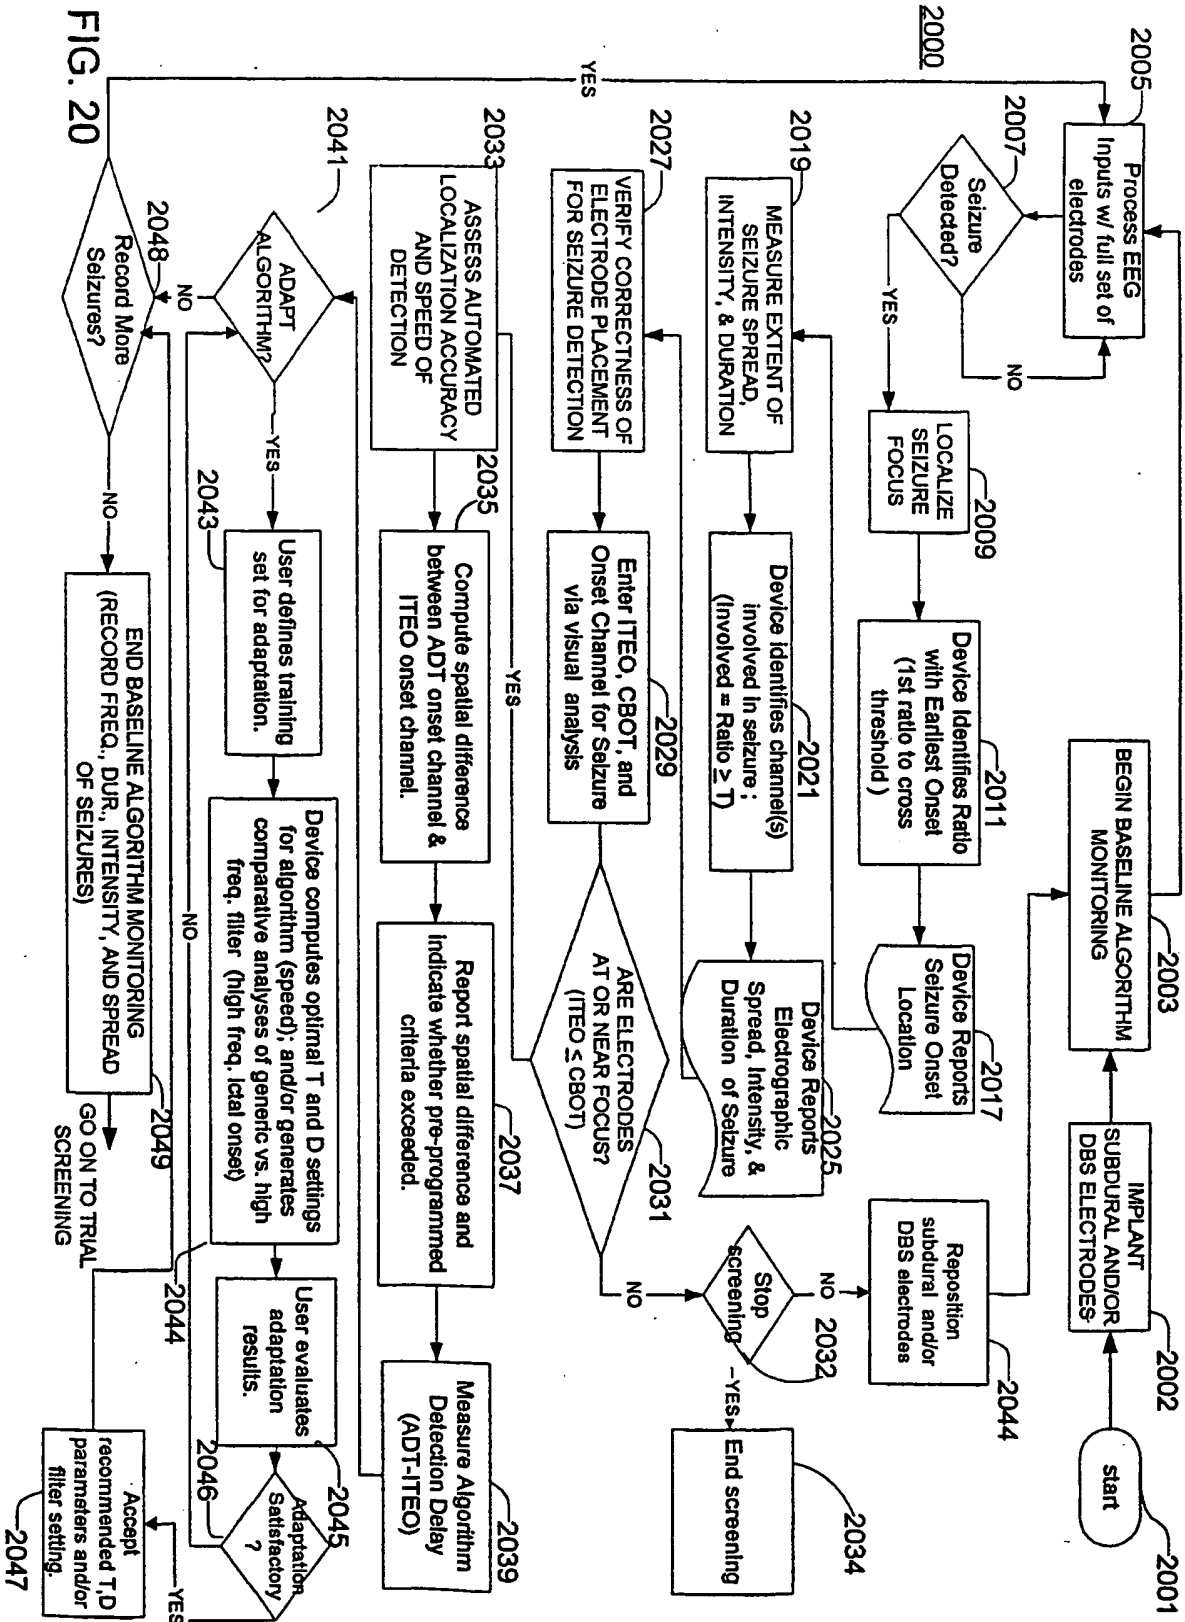 2000
start
2001
IMPLANT
SUBDURAL AND/OR
DBS ELECTRODES
2002
BEGIN BASELINE ALGORITHM
MONITORING
2003
2005
Process EEG
Inputs w/ full set of
electrodes
2007
Seizure
Detected?
NO
YES
LOCALIZE
SEIZURE
FOCUS
2009
Device Identifies Ratio
with Earliest Onset
(1st ratio to cross
threshold )
2011
Device Reports
Seizure Onset
Location
2017
2019
MEASURE EXTENT OF
SEIZURE SPREAD,
INTENSITY, & DURATION
Device identifies channel(s)
involved in seizure ;
(Involved = Ratio ≥ T)
2021
Device Reports
Electrographic
Spread, Intensity, &
Duration of Seizure
2025
2027
VERIFY CORRECTNESS OF
ELECTRODE PLACEMENT
FOR SEIZURE DETECTION
Enter ITEO, CBOT, and
Onset Channel for Seizure
via visual analysis
2029
ARE ELECTRODES
AT OR NEAR FOCUS?
(ITEO ≤ CBOT)
2031
NO
YES
Stop
screening
2032
NO
YES
Reposition
subdural and/or
DBS electrodes
2044
End screening
2034
2033
ASSESS AUTOMATED
LOCALIZATION ACCURACY
AND SPEED OF
DETECTION
2035
Compute spatial difference
between ADT onset channel &
ITEO onset channel.
Report spatial difference and
indicate whether pre-programmed
criteria exceeded.
2037
Measure Algorithm
Detection Delay
(ADT-ITEO)
2039
2041
ADAPT
ALGORITHM?
YES
NO
User defines training
set for adaptation.
2043
Device computes optimal T and D settings
for algorithm (speed); and/or generates
comparative analyses of generic vs. high
freq. filter (high freq. ictal onset)
2044
User evaluates
adaptation
results.
2045
Adaptation
Satisfactory
?
2046
NO
YES
Accept
recommended T,D
parameters and/or
filter setting.
2047
2048
Record More
Seizures?
YES
NO
END BASELINE ALGORITHM MONITORING
(RECORD FREQ., DUR., INTENSITY, AND SPREAD
OF SEIZURES)
2049
GO ON TO TRIAL
SCREENING
FIG. 20